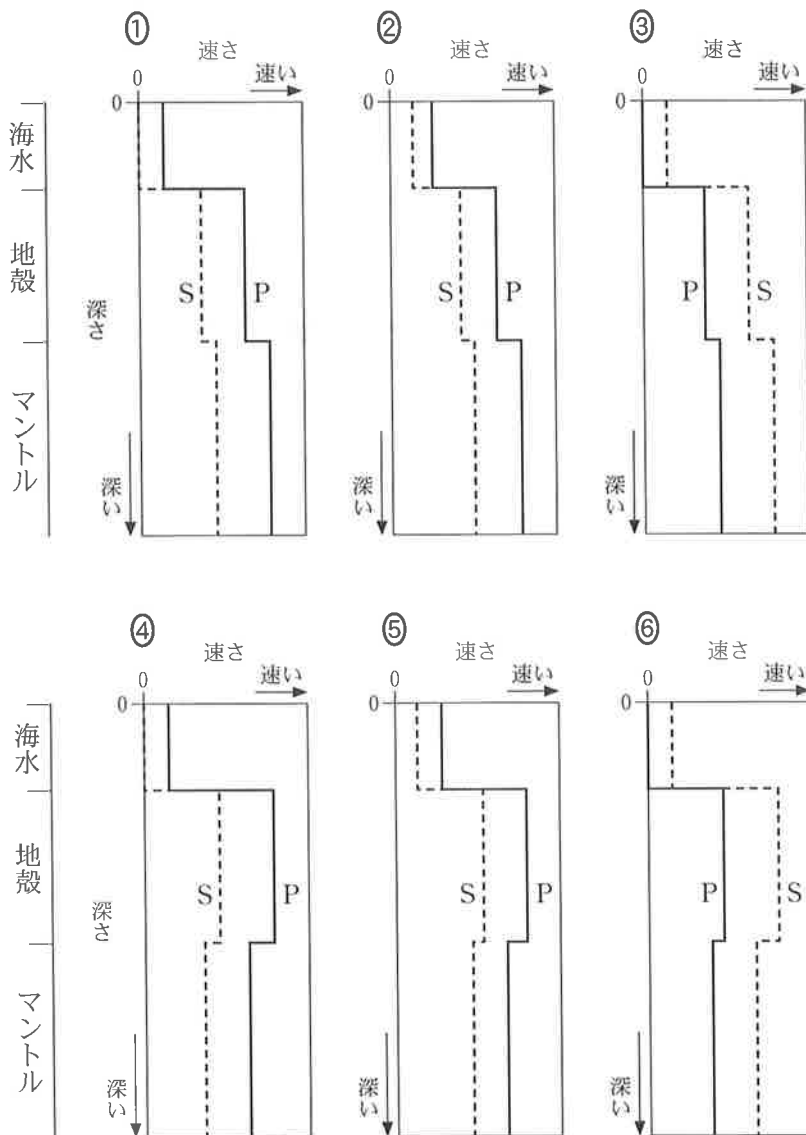 ① ② ③
速さ 速さ 速さ
0 速い 0 速い 0 速い
0 0 0
海水
地殻
マントル
深さ
S P S P P S
深い 深い 深い
④ ⑤ ⑥
速さ 速さ 速さ
0 速い 0 速い 0 速い
0 0 0
海水
地殻
マントル
深さ
S P S P P S
深い 深い 深い